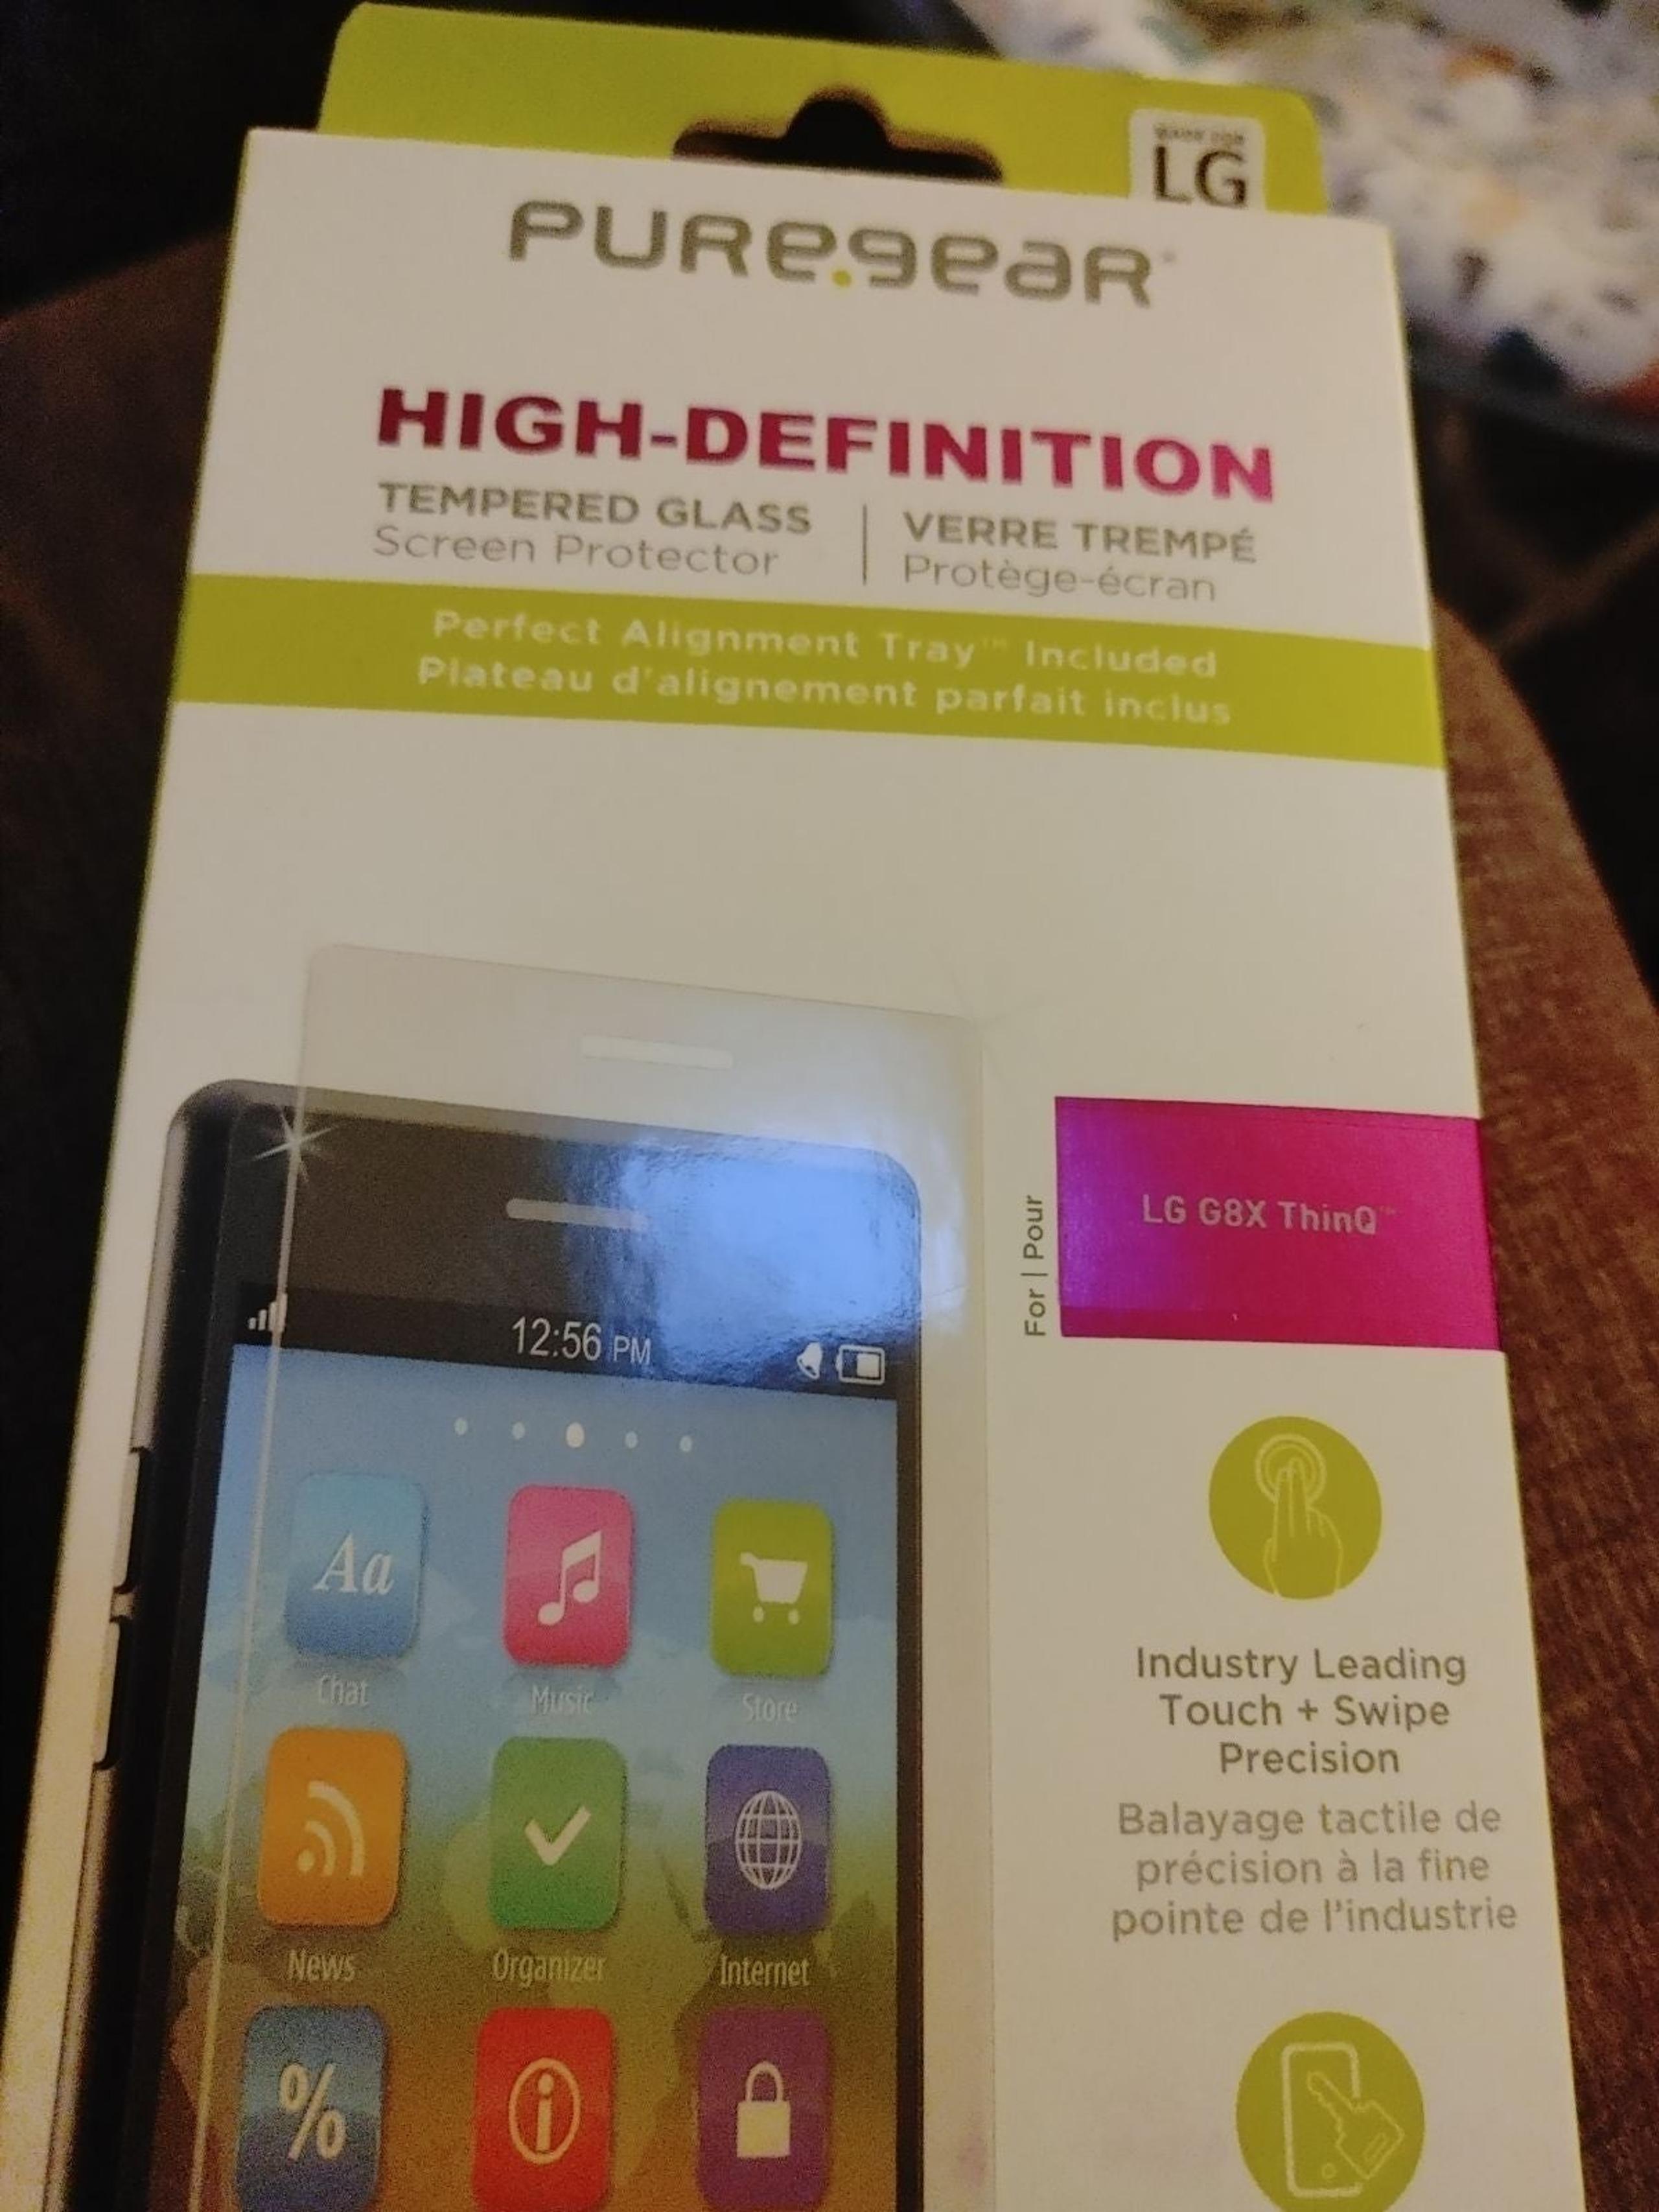 MADE FOR
LG
PUREGEAR
HIGH-DEFINITION
TEMPERED GLASS
Screen Protector
VERRE TREMPÉ
Protège-écran
Perfect Alignment Tray™ Included
Plateau d'alignement parfait inclus
For | Pour
LG G8X ThinQ™
12:56 PM
Aa
Chat
Music
Store
News
Organizer
Internet
%
i
Industry Leading
Touch + Swipe
Precision
Balayage tactile de
précision à la fine
pointe de l'industrie